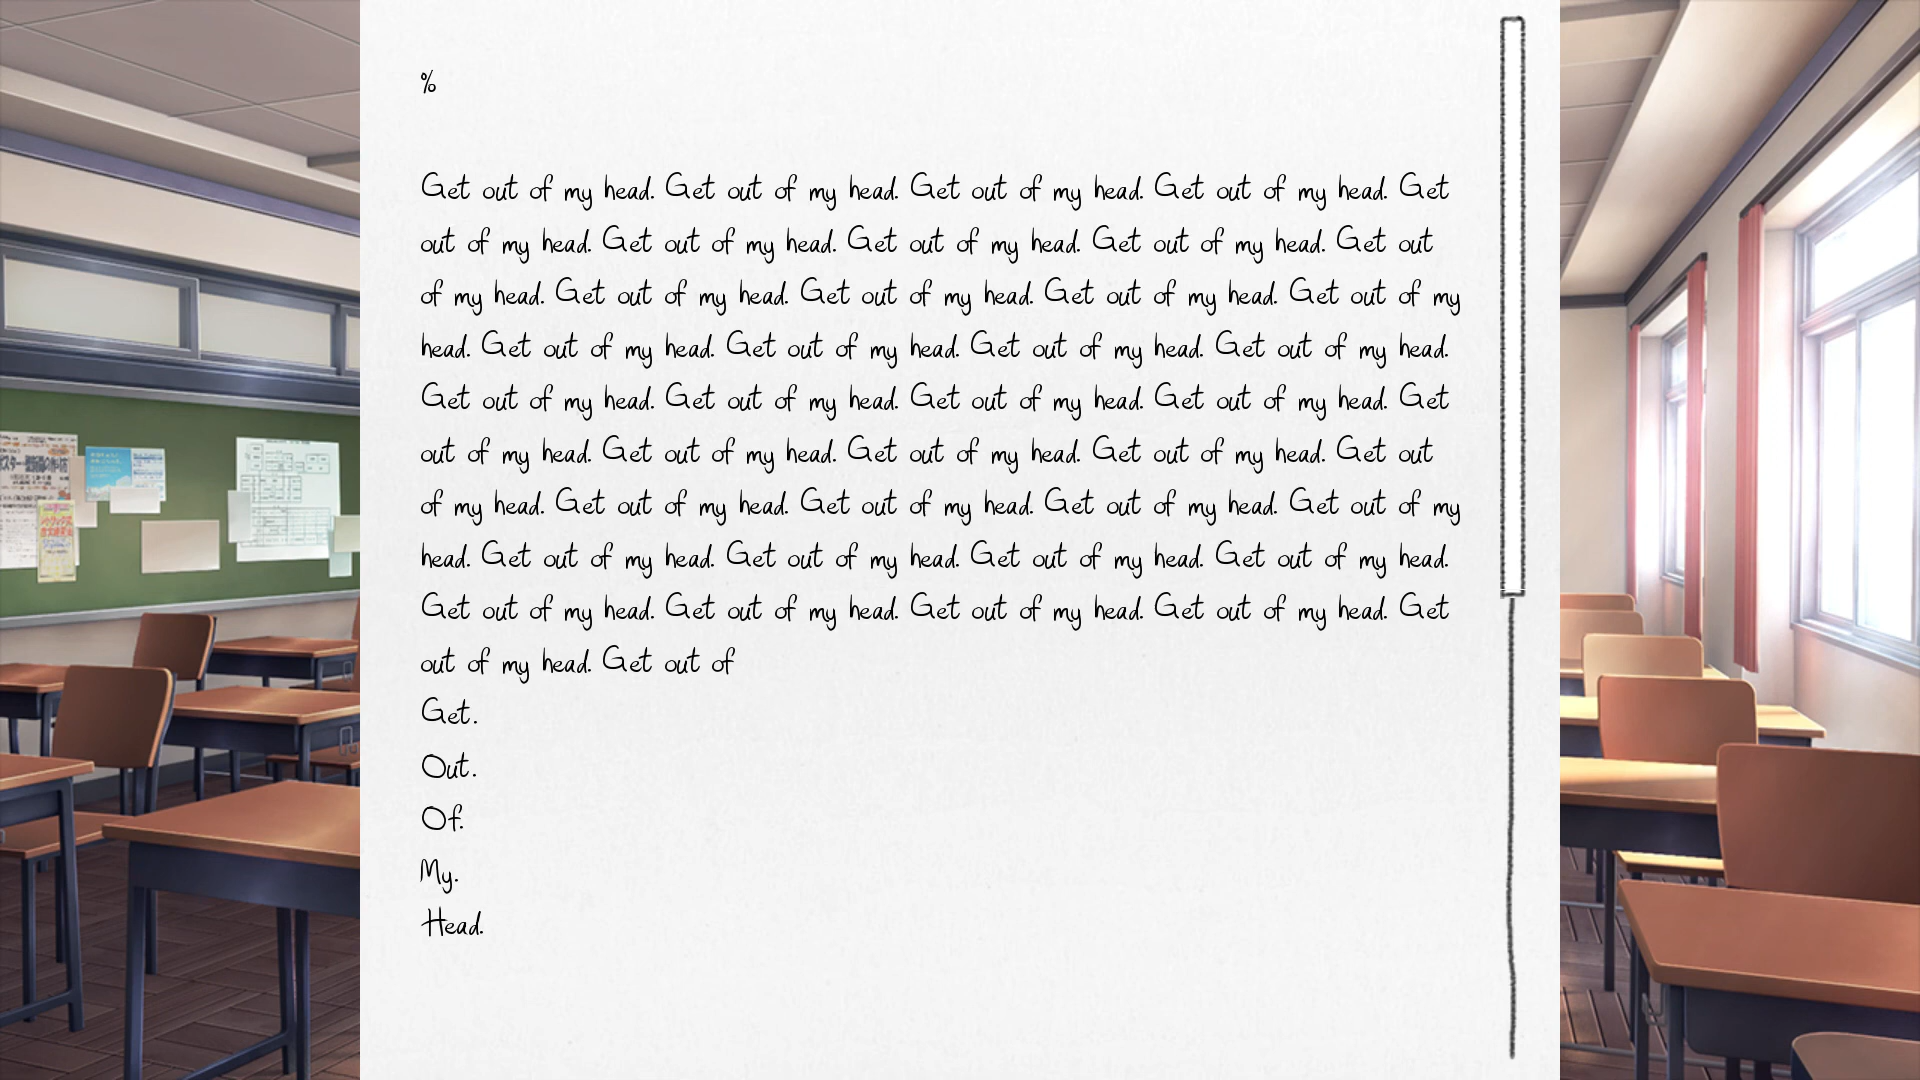 %
Get out of my head. Get out of my head. Get out of my head. Get out of my head. Get
out of my head. Get out of my head. Get out of my head. Get out of my head. Get out
of my head. Get out of my head. Get out of my head. Get out of my head. Get out of my
head. Get out of my head. Get out of my head. Get out of my head. Get out of my head.
Get out of my head. Get out of my head. Get out of my head. Get out of my head. Get
out of my head. Get out of my head. Get out of my head. Get out of my head. Get out
of my head. Get out of my head. Get out of my head. Get out of my head. Get out of my
head. Get out of my head. Get out of my head. Get out of my head. Get out of my head.
Get out of my head. Get out of my head. Get out of my head. Get out of my head. Get
out of my head. Get out of
Get.
Out.
Of.
My.
Head.